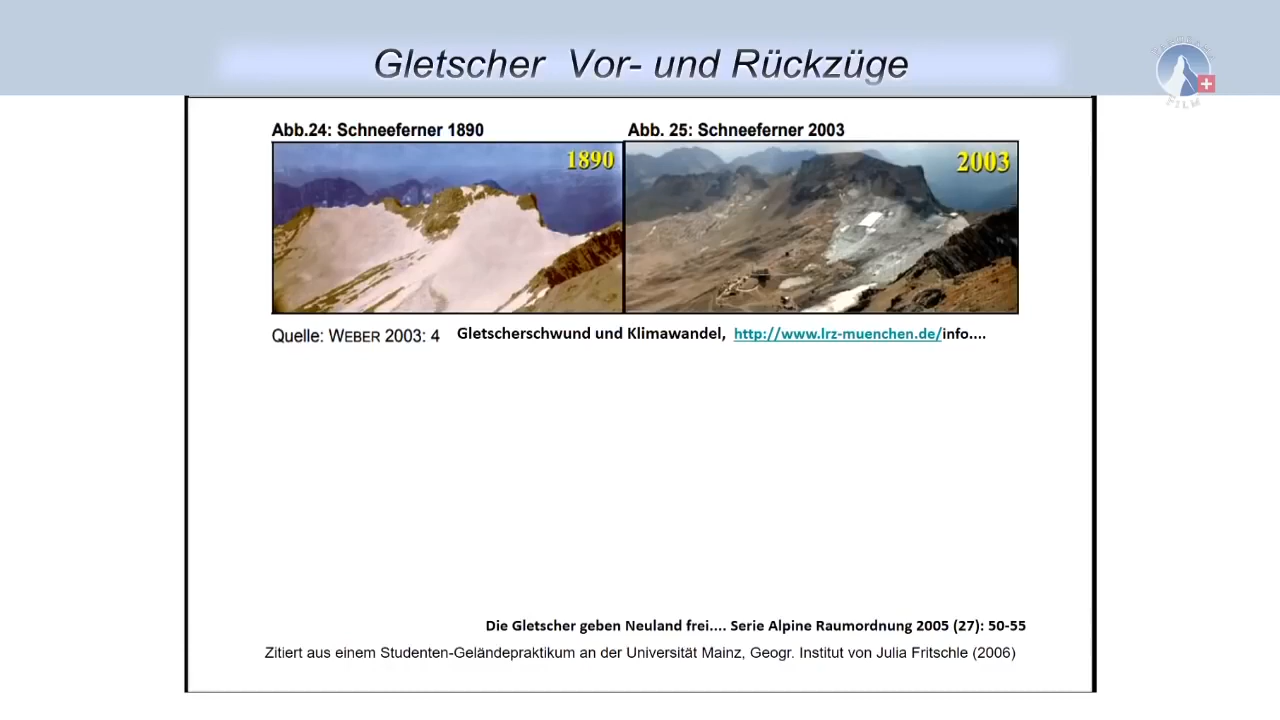 Gletscher Vor- und Rückzüge
PANORAMA
FILM
Abb.24: Schneeferner 1890
Abb. 25: Schneeferner 2003
1890
2003
Quelle: WEBER 2003: 4 Gletscherschwund und Klimawandel, http://www.lrz-muenchen.de/info....
Die Gletscher geben Neuland frei.... Serie Alpine Raumordnung 2005 (27): 50-55
Zitiert aus einem Studenten-Geländepraktikum an der Universität Mainz, Geogr. Institut von Julia Fritschle (2006)